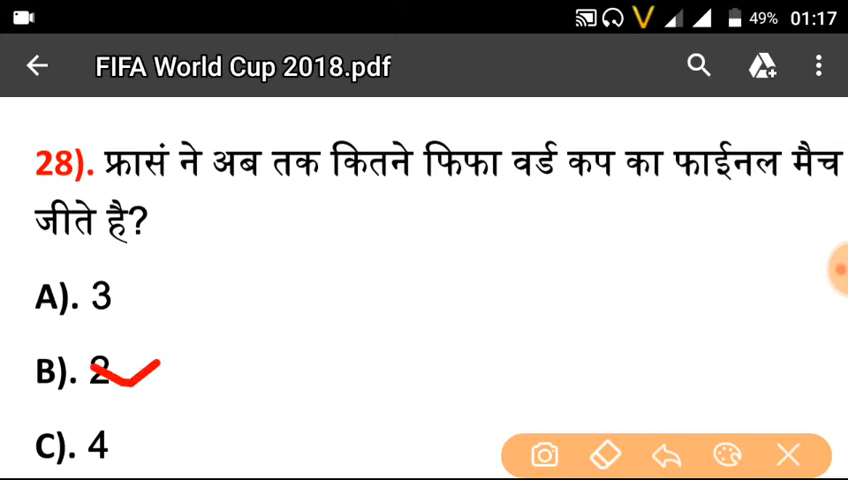 49% 01:17
FIFA World Cup 2018.pdf
28). फ्रासं ने अब तक कितने फिफा वर्ड कप का फाईनल मैच
जीते है?
A). 3
B). 2
C). 4